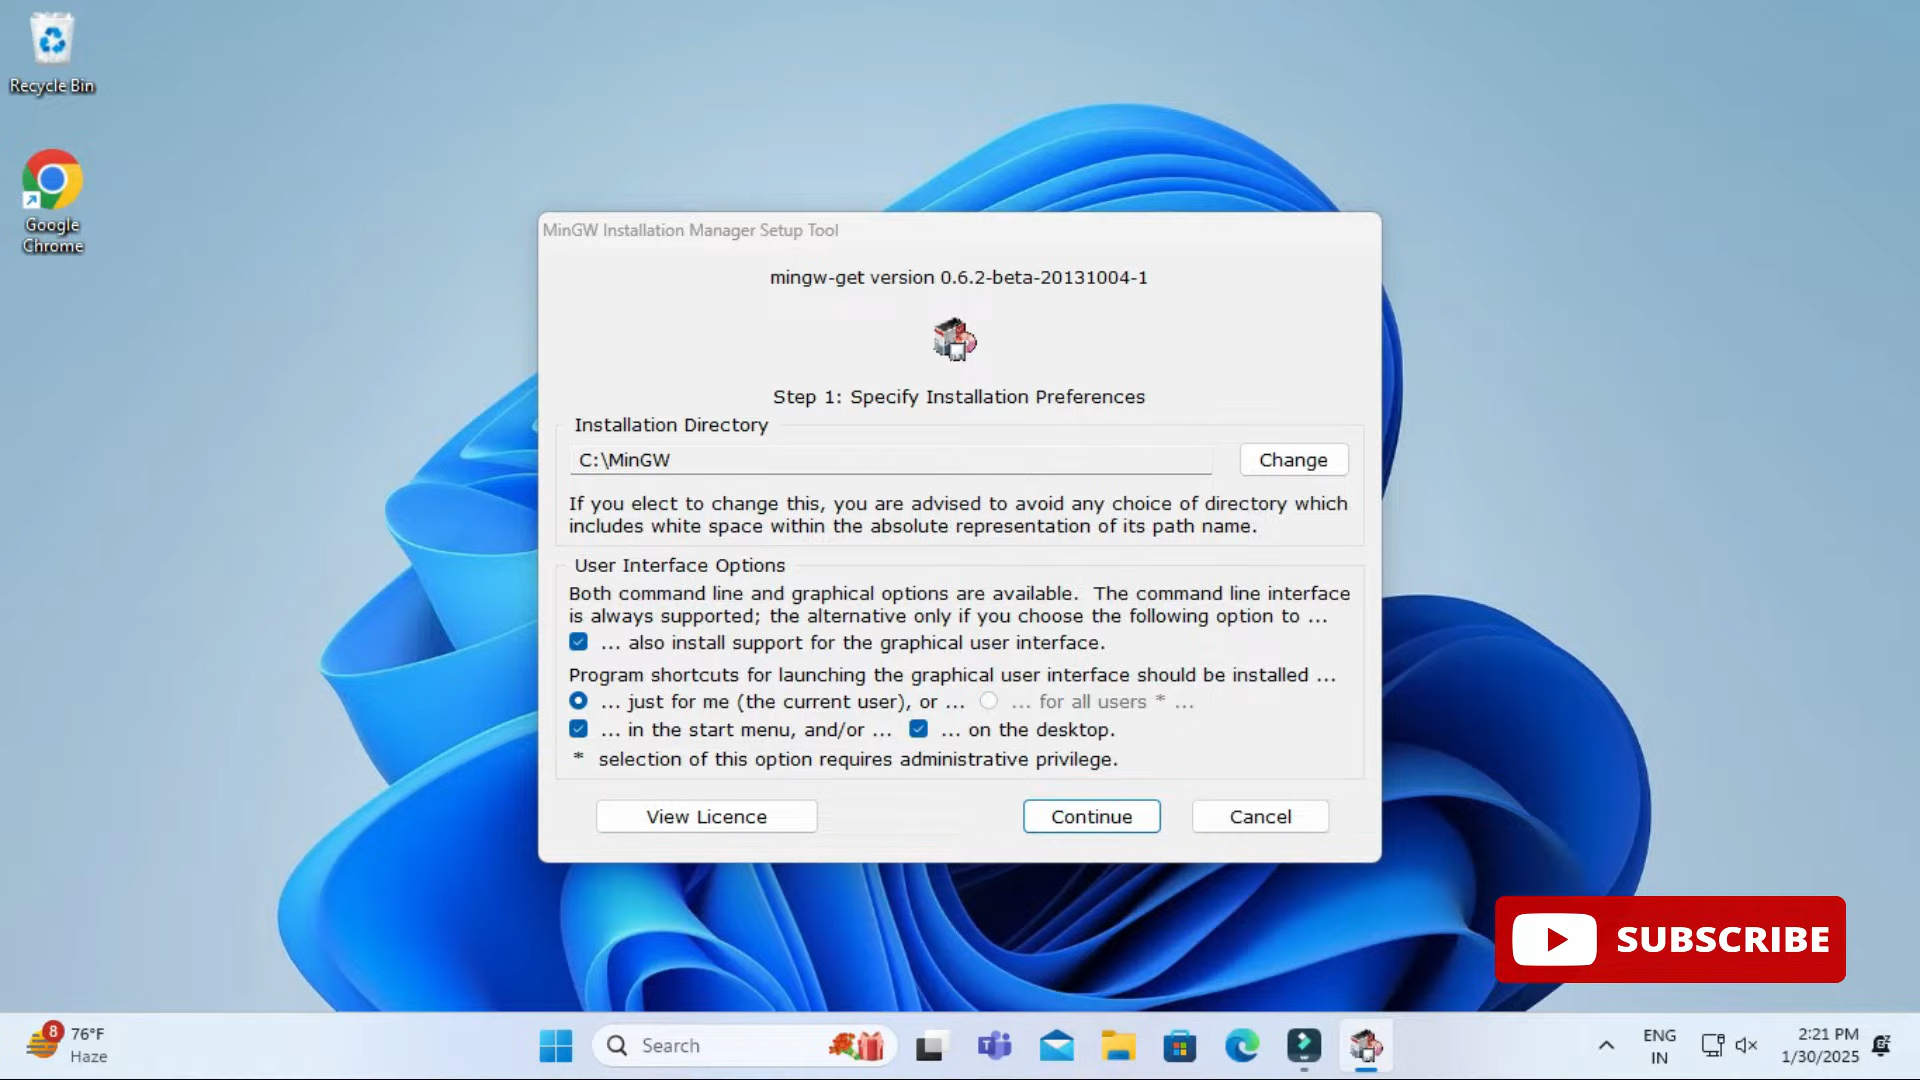 Recycle Bin
Google
Chrome
MinGW Installation Manager Setup Tool
mingw-get version 0.6.2-beta-20131004-1
Step 1: Specify Installation Preferences
Installation Directory
C:\MinGW
Change
If you elect to change this, you are advised to avoid any choice of directory which
includes white space within the absolute representation of its path name.
User Interface Options
Both command line and graphical options are available. The command line interface
is always supported; the alternative only if you choose the following option to ...
... also install support for the graphical user interface.
Program shortcuts for launching the graphical user interface should be installed ...
... just for me (the current user), or ... ... for all users * ...
... in the start menu, and/or ... ... on the desktop.
* selection of this option requires administrative privilege.
View Licence
Continue
Cancel
SUBSCRIBE
8
76°F
Haze
Search
ENG
IN
2:21 PM
1/30/2025